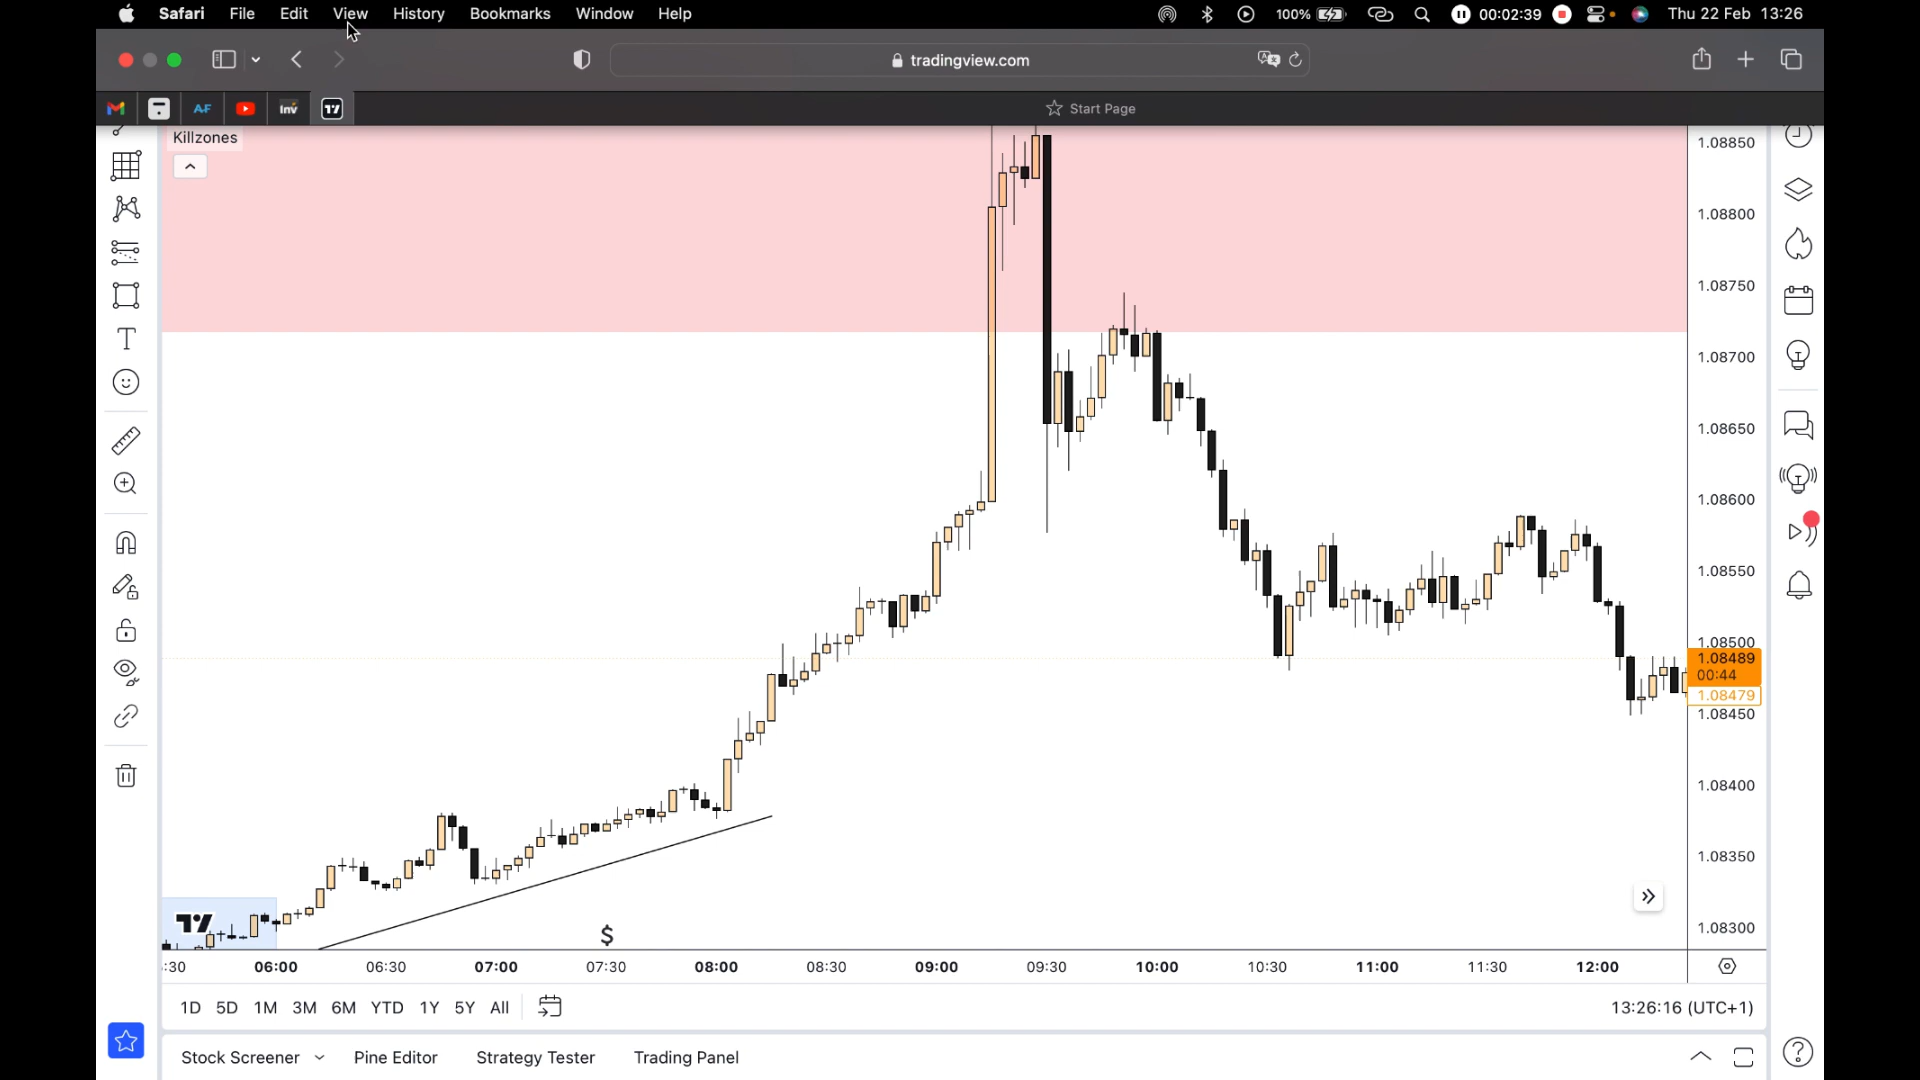 Safari File Edit View History Bookmarks Window Help 100% 00:02:39 Thu 22 Feb 13:26
tradingview.com
AF Inv Start Page
Killzones
1.08850
1.08800
1.08750
1.08700
1.08650
1.08600
1.08550
1.08500
1.08489
00:44
1.08479
1.08450
1.08400
1.08350
1.08300
$
:30 06:00 06:30 07:00 07:30 08:00 08:30 09:00 09:30 10:00 10:30 11:00 11:30 12:00
1D 5D 1M 3M 6M YTD 1Y 5Y All 13:26:16 (UTC+1)
Stock Screener Pine Editor Strategy Tester Trading Panel